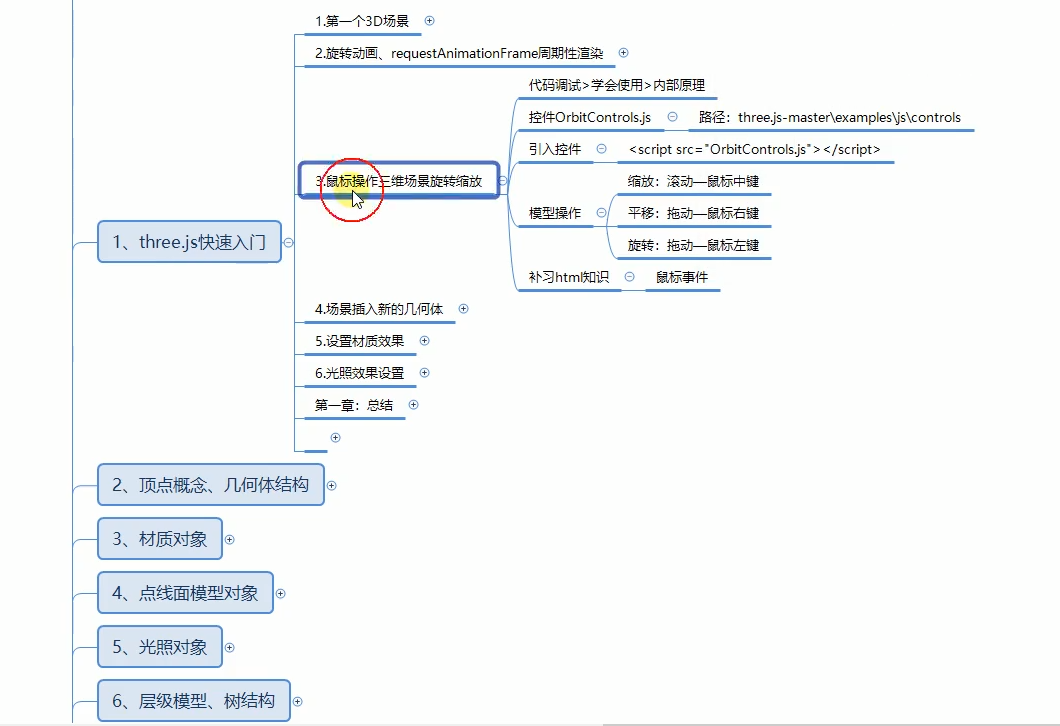 1.第一个3D场景
2.旋转动画、requestAnimationFrame周期性渲染
代码调试>学会使用>内部原理
控件OrbitControls.js
路径：three.js-master\examples\js\controls
引入控件
<script src="OrbitControls.js"></script>
3.鼠标操作三维场景旋转缩放
缩放：滚动—鼠标中键
模型操作
平移：拖动—鼠标右键
旋转：拖动—鼠标左键
1、three.js快速入门
补习html知识
鼠标事件
4.场景插入新的几何体
5.设置材质效果
6.光照效果设置
第一章：总结
2、顶点概念、几何体结构
3、材质对象
4、点线面模型对象
5、光照对象
6、层级模型、树结构